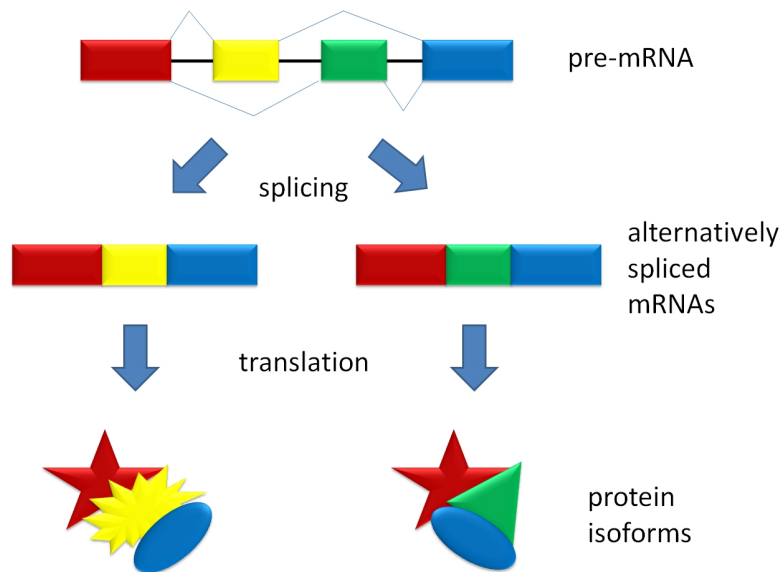 pre-mRNA
splicing
alternatively
spliced
mRNAs
translation
protein
isoforms